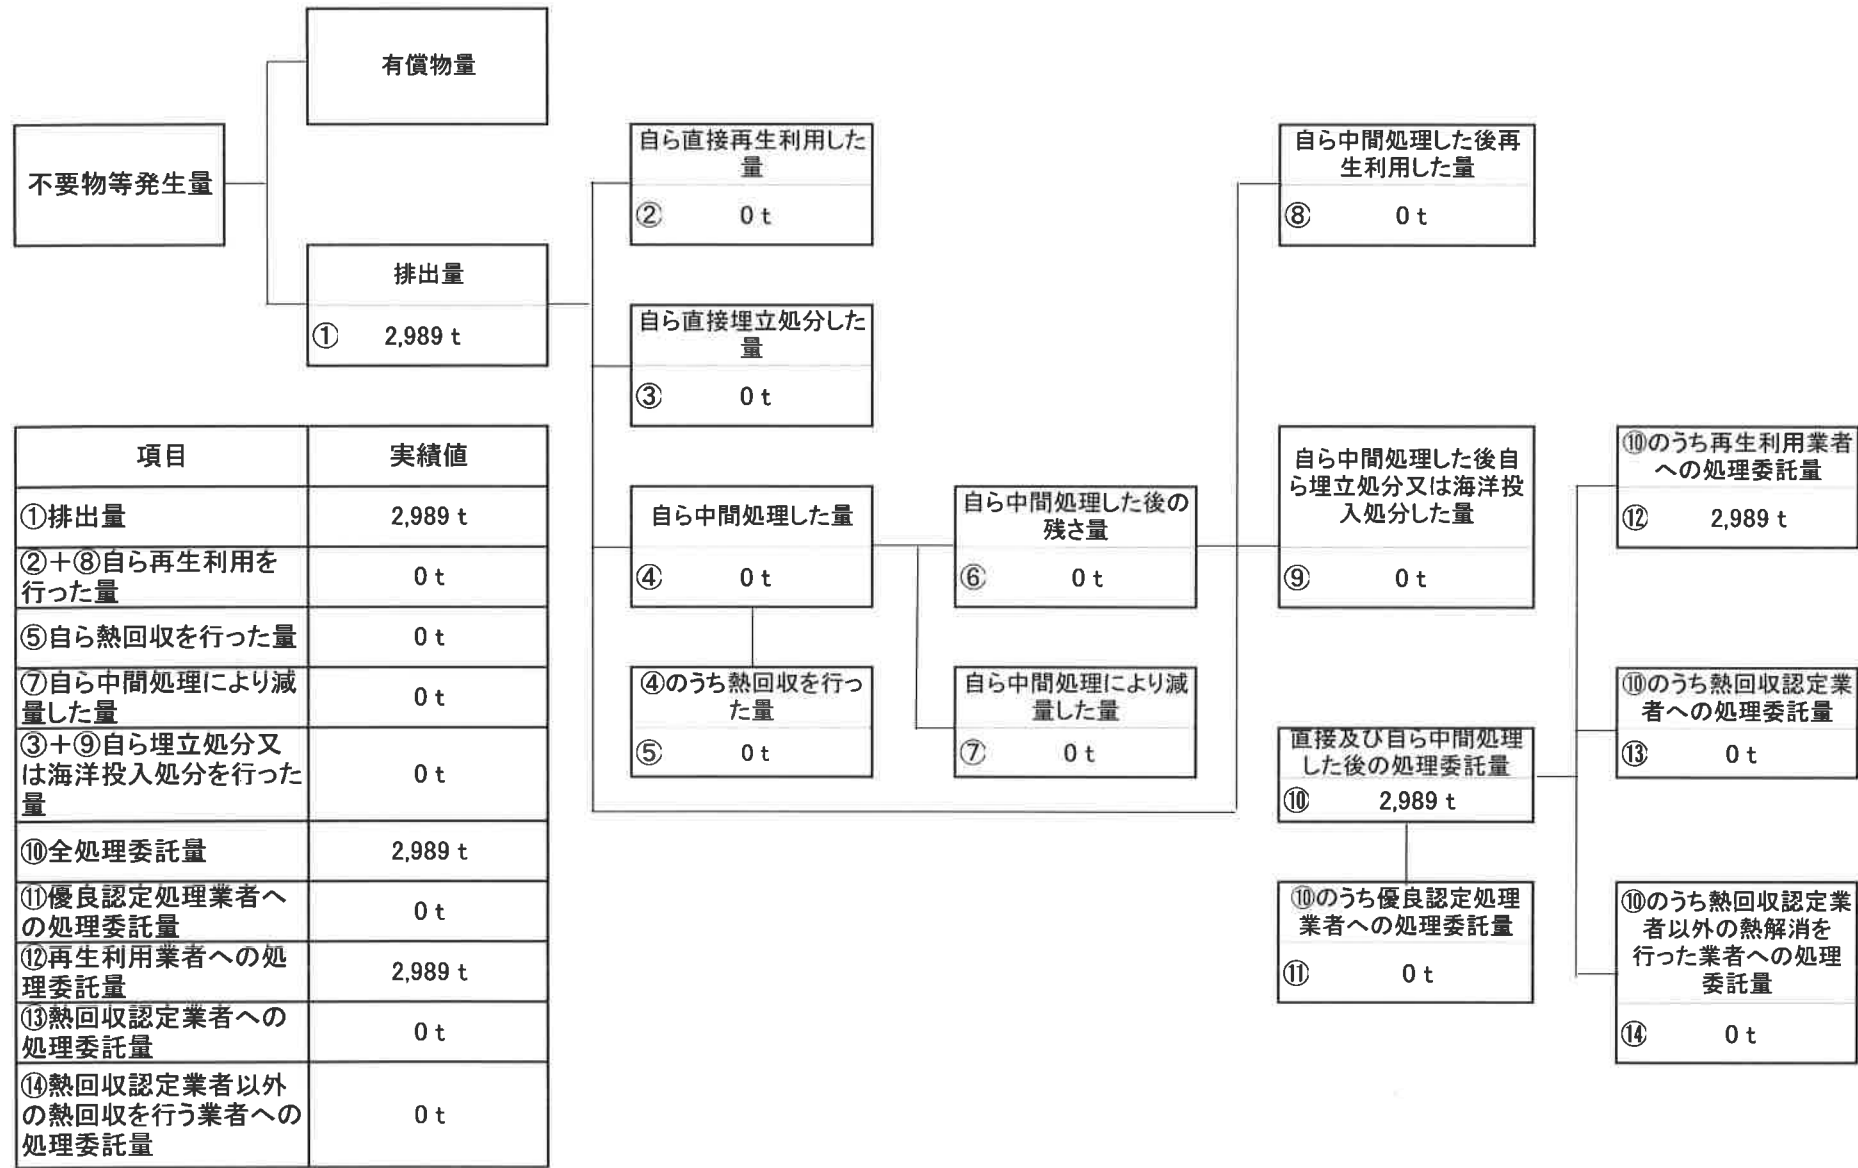 有償物量
不要物等発生量
排出量
① 2,989 t
自ら直接再生利用した
量
② 0 t
自ら直接埋立処分した
量
③ 0 t
自ら中間処理した量
④ 0 t
④のうち熱回収を行っ
た量
⑤ 0 t
自ら中間処理した後の
残さ量
⑥ 0 t
自ら中間処理により減
量した量
⑦ 0 t
自ら中間処理した後再
生利用した量
⑧ 0 t
自ら中間処理した後自
ら埋立処分又は海洋投
入処分した量
⑨ 0 t
直接及び自ら中間処理
した後の処理委託量
⑩ 2,989 t
⑩のうち優良認定処理
業者への処理委託量
⑪ 0 t
⑩のうち再生利用業者
への処理委託量
⑫ 2,989 t
⑩のうち熱回収認定業
者への処理委託量
⑬ 0 t
⑩のうち熱回収認定業
者以外の熱解消を
行った業者への処理
委託量
⑭ 0 t
項目 実績値
①排出量 2,989 t
②＋⑧自ら再生利用を
行った量 0 t
⑤自ら熱回収を行った量 0 t
⑦自ら中間処理により減
量した量 0 t
③＋⑨自ら埋立処分又
は海洋投入処分を行った
量 0 t
⑩全処理委託量 2,989 t
⑪優良認定処理業者へ
の処理委託量 0 t
⑫再生利用業者への処
理委託量 2,989 t
⑬熱回収認定業者への
処理委託量 0 t
⑭熱回収認定業者以外
の熱回収を行う業者への
処理委託量 0 t